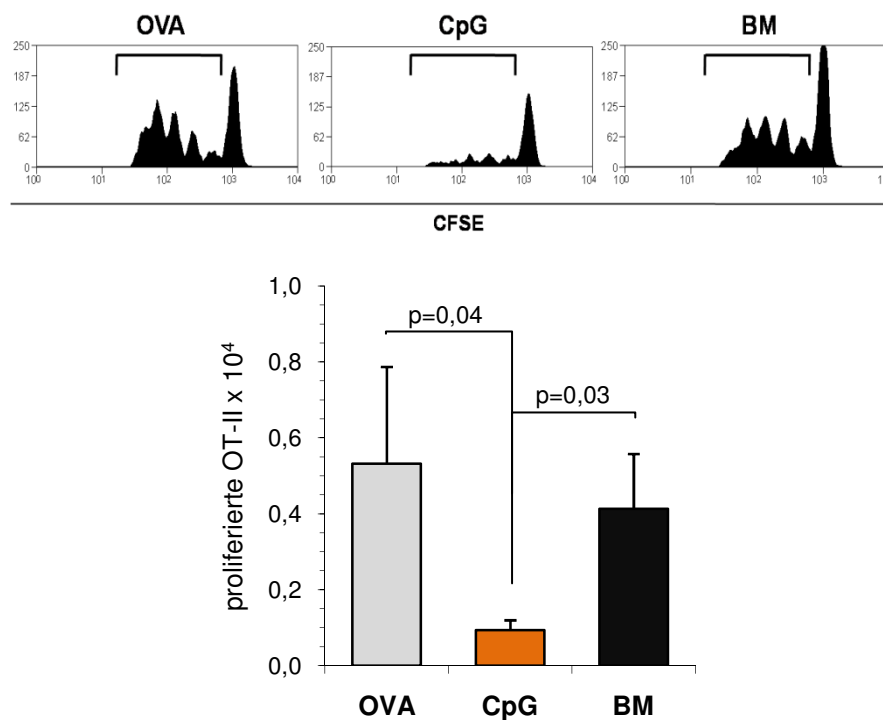 OVA CpG BM
250 250 250
187 187 187
125 125 125
62 62 62
0 0 0
100 101 102 103 104 100 101 102 103 104 100 101 102 103 1
CFSE
1,0
p=0,04
0,8
p=0,03
0,6
proliferierte OT-II x 10⁴
0,4
0,2
0,0
OVA CpG BM